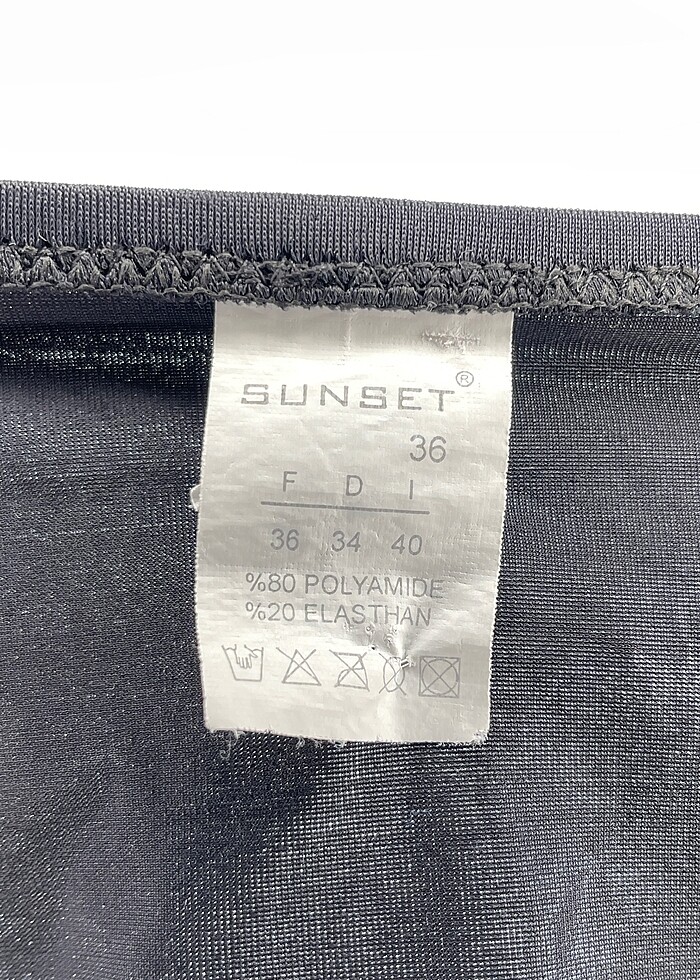 SUNSET®
36
F D I
36 34 40
%80 POLYAMIDE
%20 ELASTHAN